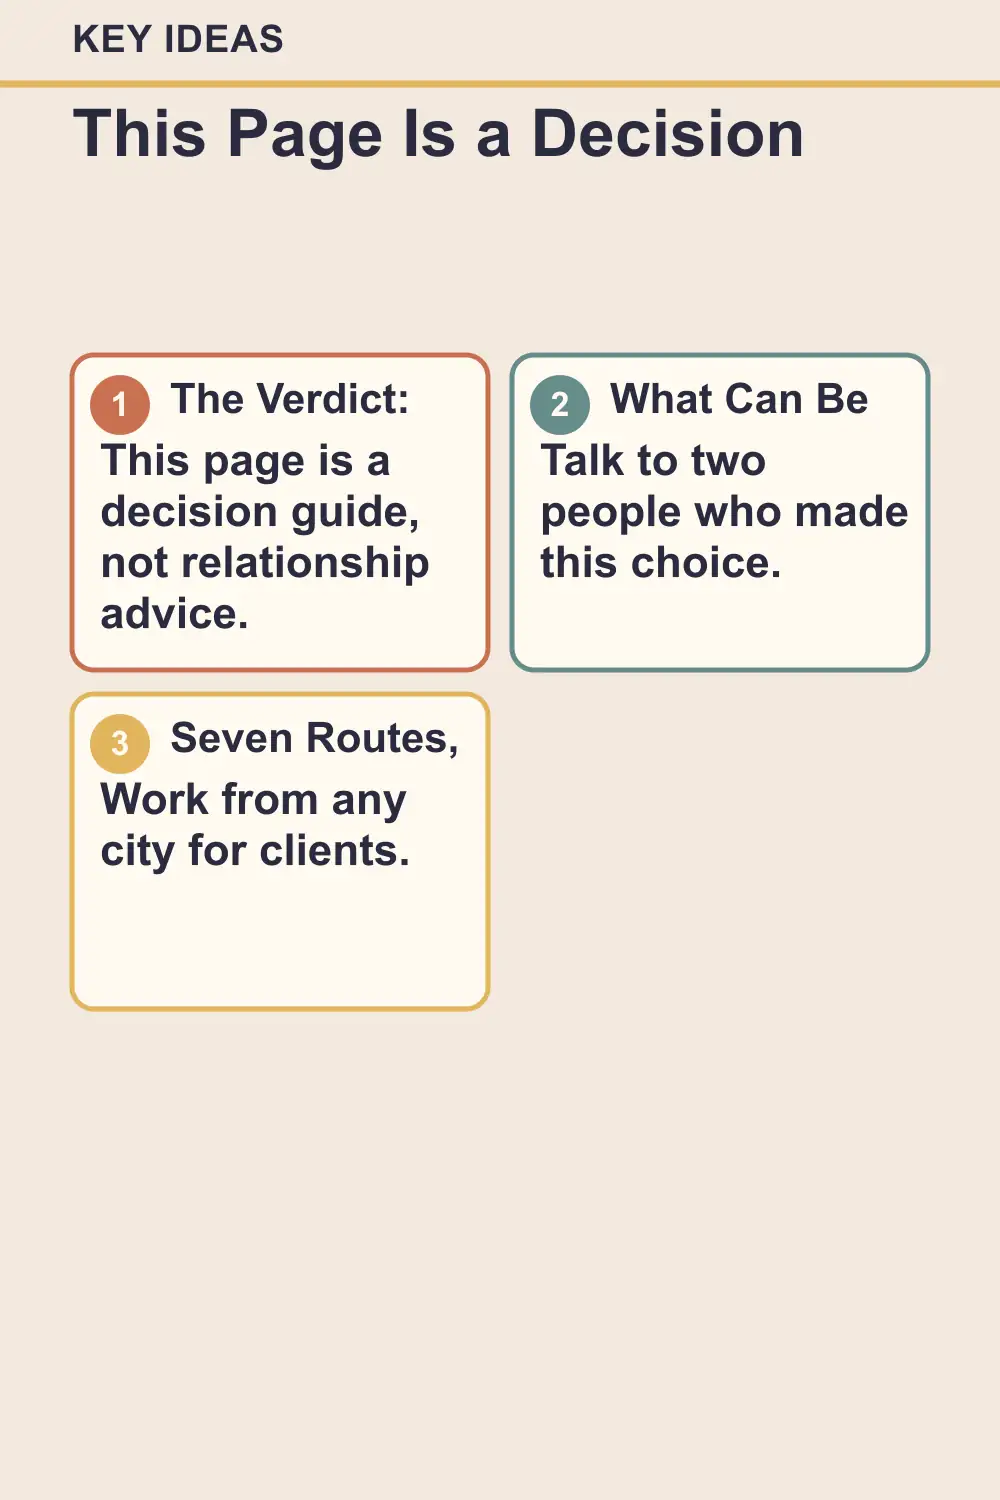 KEY IDEAS
This Page Is a Decision
1 The Verdict:
This page is a
decision guide,
not relationship
advice.
2 What Can Be
Talk to two
people who made
this choice.
3 Seven Routes,
Work from any
city for clients.